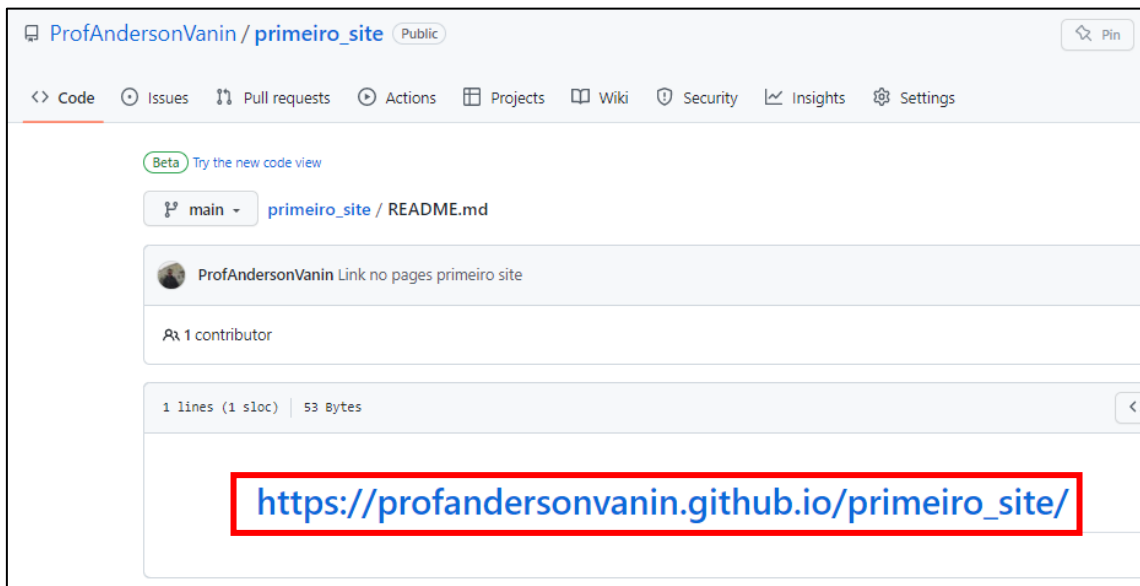 ProfAndersonVanin / primeiro_site Public Pin
Code Issues Pull requests Actions Projects Wiki Security Insights Settings
Beta Try the new code view
main primeiro_site / README.md
ProfAndersonVanin Link no pages primeiro site
1 contributor
1 lines (1 sloc) 53 Bytes
https://profandersonvanin.github.io/primeiro_site/